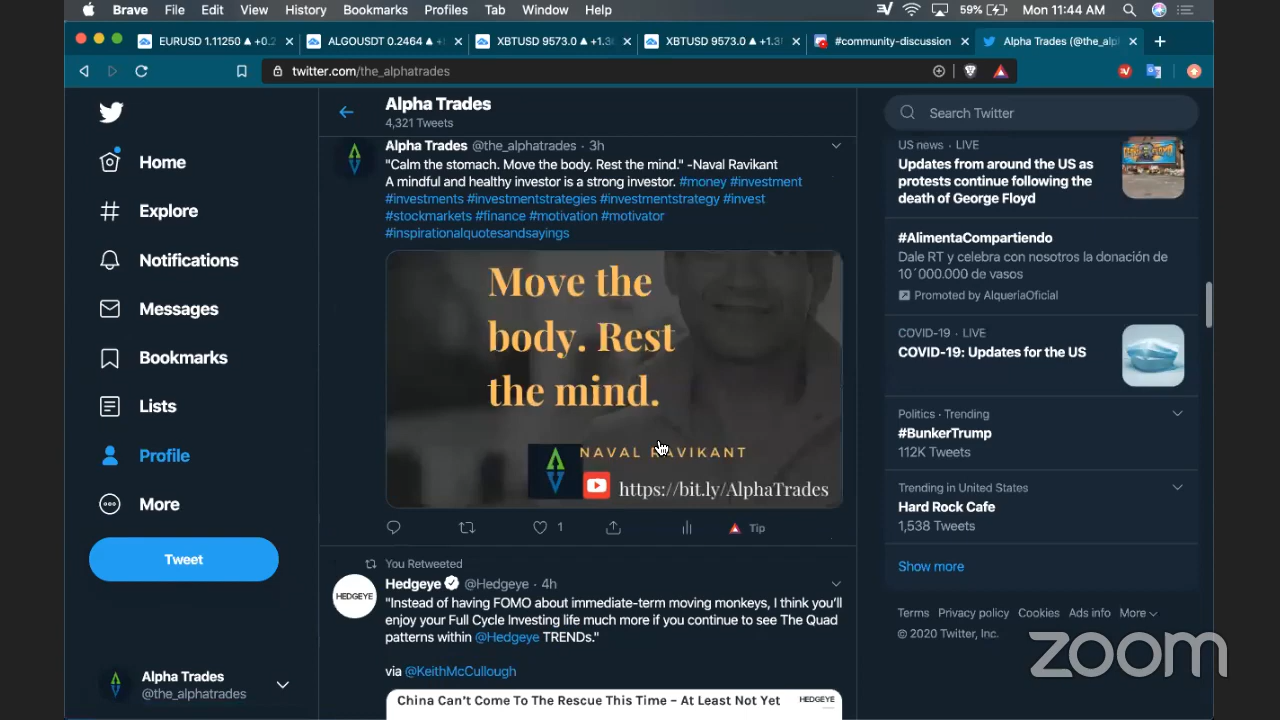 Brave File Edit View History Bookmarks Profiles Tab Window Help
59% Mon 11:44 AM
EURUSD 1.11250 ▲ +0.2
ALGOUSDT 0.2464 ▲ +
XBTUSD 9573.0 ▲ +1.3
XBTUSD 9573.0 ▲ +1.3
#community-discussion
Alpha Trades (@the_alp
twitter.com/the_alphatrades
Home
Explore
Notifications
Messages
Bookmarks
Lists
Profile
More
Tweet
Alpha Trades
@the_alphatrades
Alpha Trades
4,321 Tweets
Alpha Trades @the_alphatrades · 3h
"Calm the stomach. Move the body. Rest the mind." -Naval Ravikant
A mindful and healthy investor is a strong investor. #money #investment
#investments #investmentstrategies #investmentstrategy #invest
#stockmarkets #finance #motivation #motivator
#inspirationalquotesandsayings
Move the
body. Rest
the mind.
NAVAL RAVIKANT
https://bit.ly/AlphaTrades
1
Tip
You Retweeted
Hedgeye @Hedgeye · 4h
"Instead of having FOMO about immediate-term moving monkeys, I think you'll
enjoy your Full Cycle Investing life much more if you continue to see The Quad
patterns within @Hedgeye TRENDs."
via @KeithMcCullough
HEDGEYE
China Can't Come To The Rescue This Time – At Least Not Yet
HEDGEYE
Search Twitter
US news · LIVE
Updates from around the US as
protests continue following the
death of George Floyd
#AlimentaCompartiendo
Dale RT y celebra con nosotros la donación de
10´000.000 de vasos
Promoted by AlqueriaOficial
COVID-19 · LIVE
COVID-19: Updates for the US
Politics · Trending
#BunkerTrump
112K Tweets
Trending in United States
Hard Rock Cafe
1,538 Tweets
Show more
Terms Privacy policy Cookies Ads info More
© 2020 Twitter, Inc.
zoom